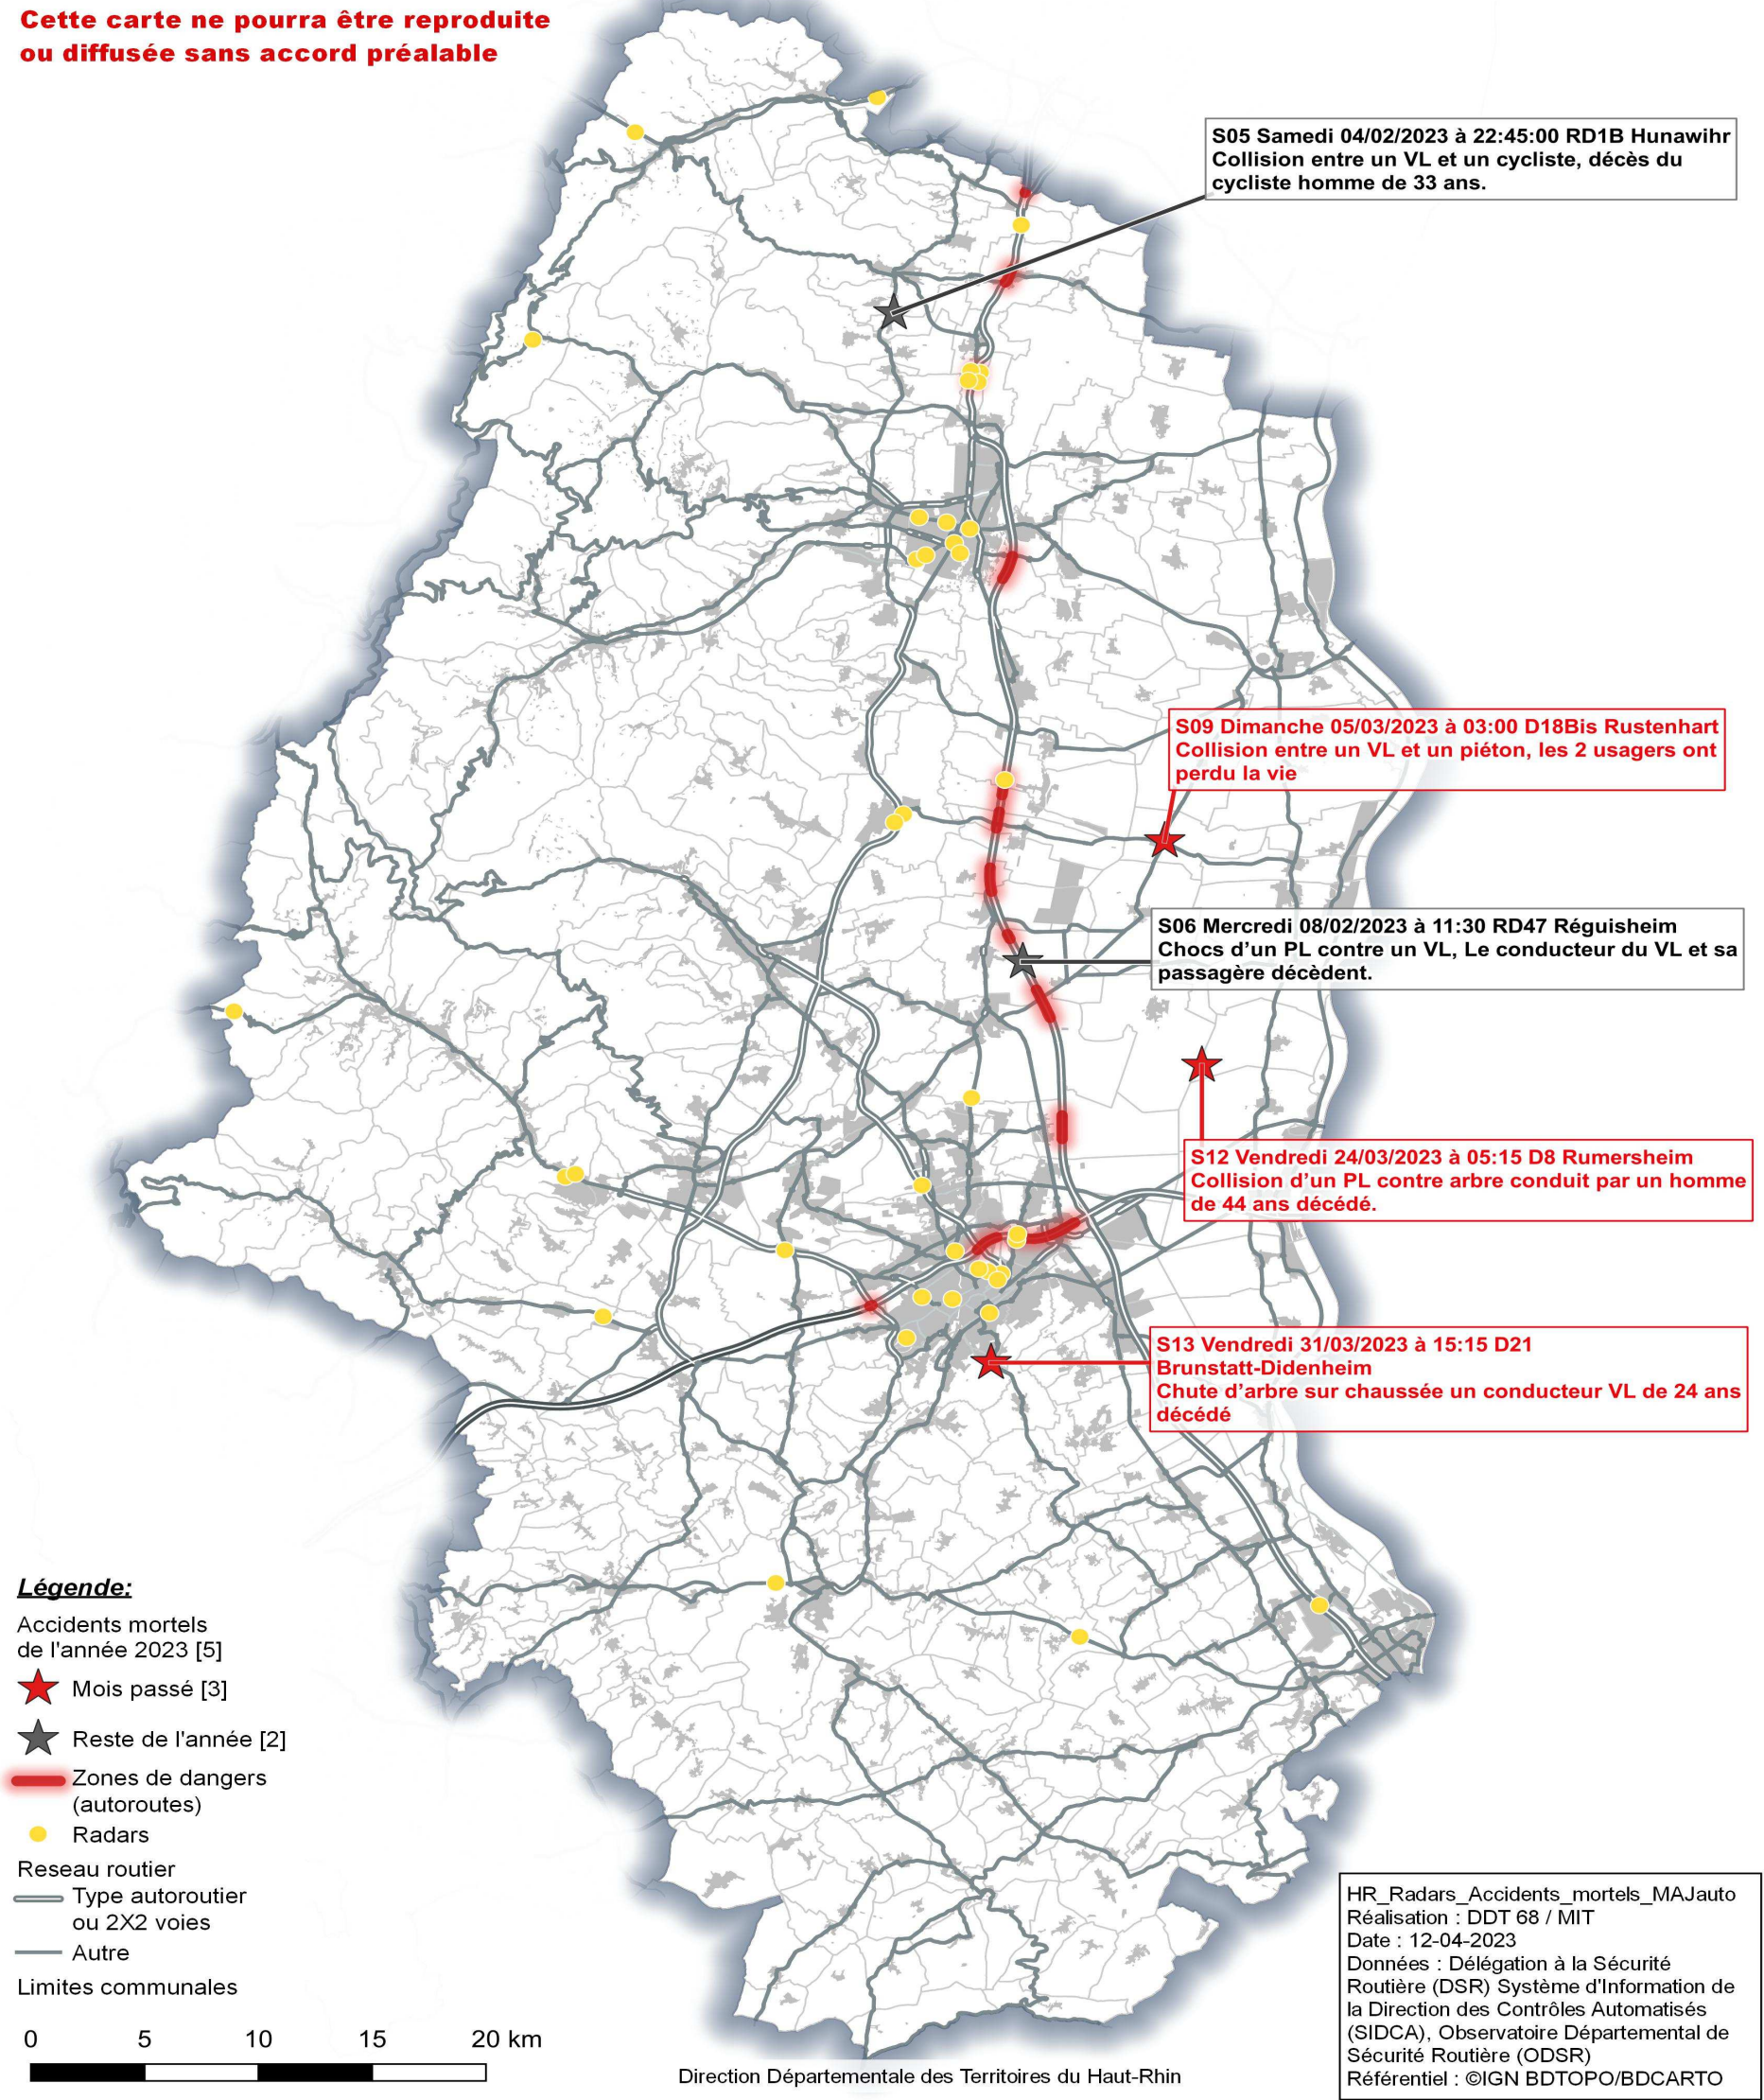 Cette carte ne pourra être reproduite
ou diffusée sans accord préalable
S05 Samedi 04/02/2023 à 22:45:00 RD1B Hunawihr
Collision entre un VL et un cycliste, décès du
cycliste homme de 33 ans.
S09 Dimanche 05/03/2023 à 03:00 D18Bis Rustenhart
Collision entre un VL et un piéton, les 2 usagers ont
perdu la vie
S06 Mercredi 08/02/2023 à 11:30 RD47 Réguisheim
Chocs d'un PL contre un VL, Le conducteur du VL et sa
passagère décèdent.
S12 Vendredi 24/03/2023 à 05:15 D8 Rumersheim
Collision d'un PL contre arbre conduit par un homme
de 44 ans décédé.
S13 Vendredi 31/03/2023 à 15:15 D21
Brunstatt-Didenheim
Chute d'arbre sur chaussée un conducteur VL de 24 ans
décédé
Légende:
Accidents mortels
de l'année 2023 [5]
Mois passé [3]
Reste de l'année [2]
Zones de dangers
(autoroutes)
Radars
Reseau routier
Type autoroutier
ou 2X2 voies
Autre
Limites communales
0 5 10 15 20 km
Direction Départementale des Territoires du Haut-Rhin
HR_Radars_Accidents_mortels_MAJauto
Réalisation : DDT 68 / MIT
Date : 12-04-2023
Données : Délégation à la Sécurité
Routière (DSR) Système d'Information de
la Direction des Contrôles Automatisés
(SIDCA), Observatoire Départemental de
Sécurité Routière (ODSR)
Référentiel : ©IGN BDTOPO/BDCARTO